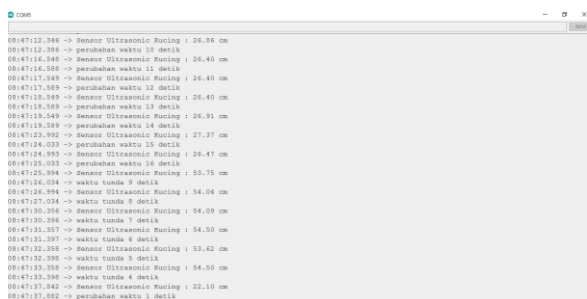 COM5
Send
08:47:12.346 -> Sensor Ultrasonic Kucing : 26.86 cm
08:47:12.386 -> perubahan waktu 10 detik
08:47:16.548 -> Sensor Ultrasonic Kucing : 26.40 cm
08:47:16.588 -> perubahan waktu 11 detik
08:47:17.549 -> Sensor Ultrasonic Kucing : 26.40 cm
08:47:17.589 -> perubahan waktu 12 detik
08:47:18.549 -> Sensor Ultrasonic Kucing : 26.40 cm
08:47:18.589 -> perubahan waktu 13 detik
08:47:19.549 -> Sensor Ultrasonic Kucing : 26.91 cm
08:47:19.589 -> perubahan waktu 14 detik
08:47:23.992 -> Sensor Ultrasonic Kucing : 27.37 cm
08:47:24.033 -> perubahan waktu 15 detik
08:47:24.993 -> Sensor Ultrasonic Kucing : 26.47 cm
08:47:25.033 -> perubahan waktu 16 detik
08:47:25.994 -> Sensor Ultrasonic Kucing : 53.75 cm
08:47:26.034 -> waktu tunda 9 detik
08:47:26.994 -> Sensor Ultrasonic Kucing : 54.04 cm
08:47:27.034 -> waktu tunda 8 detik
08:47:30.356 -> Sensor Ultrasonic Kucing : 54.09 cm
08:47:30.396 -> waktu tunda 7 detik
08:47:31.357 -> Sensor Ultrasonic Kucing : 54.50 cm
08:47:31.397 -> waktu tunda 6 detik
08:47:32.358 -> Sensor Ultrasonic Kucing : 53.62 cm
08:47:32.398 -> waktu tunda 5 detik
08:47:33.358 -> Sensor Ultrasonic Kucing : 54.50 cm
08:47:33.398 -> waktu tunda 4 detik
08:47:37.842 -> Sensor Ultrasonic Kucing : 22.10 cm
08:47:37.882 -> perubahan waktu 1 detik